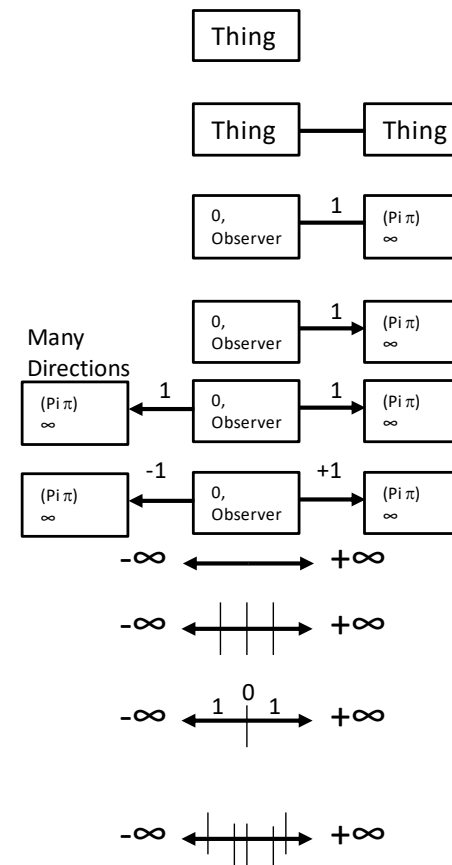 Thing
Thing Thing
0,
Observer
1
(Pi π)
∞
0,
Observer
1
(Pi π)
∞
Many
Directions
(Pi π)
∞
1
0,
Observer
1
(Pi π)
∞
(Pi π)
∞
-1
0,
Observer
+1
(Pi π)
∞
-∞ +∞
-∞ +∞
-∞ 1 0 1 +∞
-∞ +∞